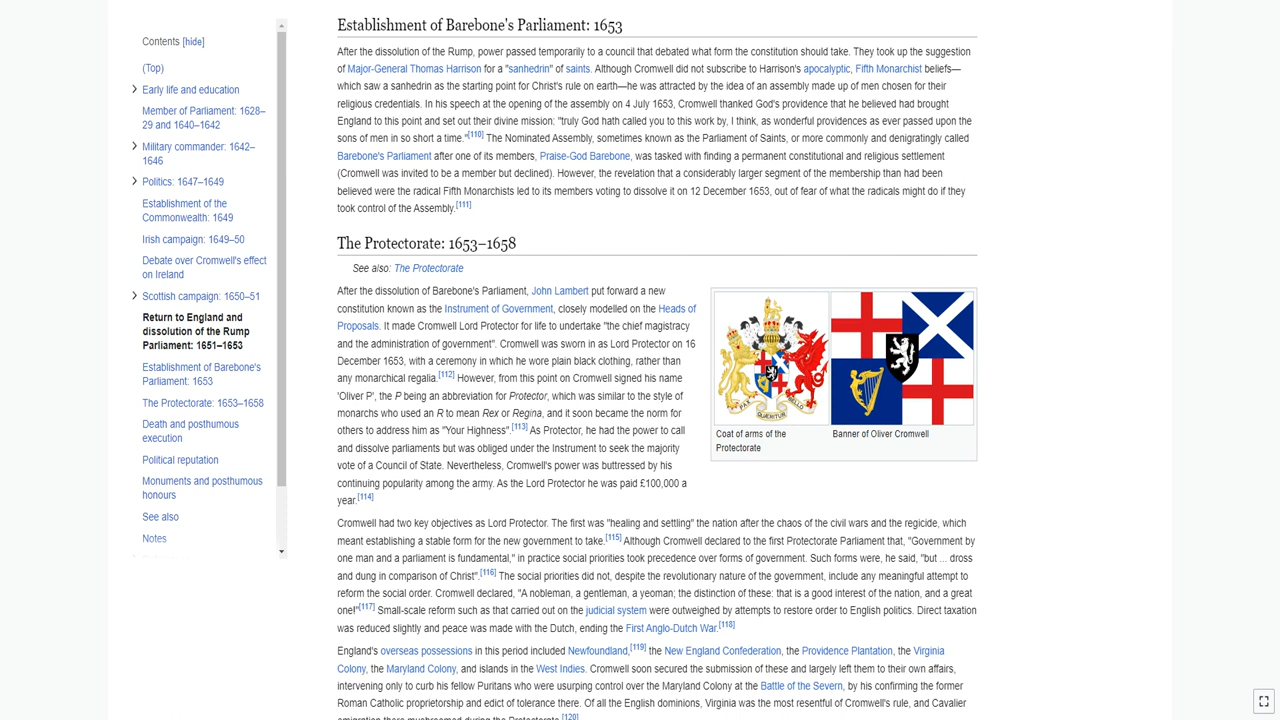 Contents [hide]
(Top)
Early life and education
Member of Parliament: 1628–
29 and 1640–1642
Military commander: 1642–
1646
Politics: 1647–1649
Establishment of the
Commonwealth: 1649
Irish campaign: 1649–50
Debate over Cromwell's effect
on Ireland
Scottish campaign: 1650–51
Return to England and
dissolution of the Rump
Parliament: 1651–1653
Establishment of Barebone's
Parliament: 1653
The Protectorate: 1653–1658
Death and posthumous
execution
Political reputation
Monuments and posthumous
honours
See also
Notes
Establishment of Barebone's Parliament: 1653
After the dissolution of the Rump, power passed temporarily to a council that debated what form the constitution should take. They took up the suggestion
of Major-General Thomas Harrison for a "sanhedrin" of saints. Although Cromwell did not subscribe to Harrison's apocalyptic, Fifth Monarchist beliefs—
which saw a sanhedrin as the starting point for Christ's rule on earth—he was attracted by the idea of an assembly made up of men chosen for their
religious credentials. In his speech at the opening of the assembly on 4 July 1653, Cromwell thanked God's providence that he believed had brought
England to this point and set out their divine mission: "truly God hath called you to this work by, I think, as wonderful providences as ever passed upon the
sons of men in so short a time."[110] The Nominated Assembly, sometimes known as the Parliament of Saints, or more commonly and denigratingly called
Barebone's Parliament after one of its members, Praise-God Barebone, was tasked with finding a permanent constitutional and religious settlement
(Cromwell was invited to be a member but declined). However, the revelation that a considerably larger segment of the membership than had been
believed were the radical Fifth Monarchists led to its members voting to dissolve it on 12 December 1653, out of fear of what the radicals might do if they
took control of the Assembly.[111]
The Protectorate: 1653–1658
See also: The Protectorate
After the dissolution of Barebone's Parliament, John Lambert put forward a new
constitution known as the Instrument of Government, closely modelled on the Heads of
Proposals. It made Cromwell Lord Protector for life to undertake "the chief magistracy
and the administration of government". Cromwell was sworn in as Lord Protector on 16
December 1653, with a ceremony in which he wore plain black clothing, rather than
any monarchical regalia.[112] However, from this point on Cromwell signed his name
'Oliver P', the P being an abbreviation for Protector, which was similar to the style of
monarchs who used an R to mean Rex or Regina, and it soon became the norm for
others to address him as "Your Highness".[113] As Protector, he had the power to call
and dissolve parliaments but was obliged under the Instrument to seek the majority
vote of a Council of State. Nevertheless, Cromwell's power was buttressed by his
continuing popularity among the army. As the Lord Protector he was paid £100,000 a
year.[114]
PAX QUÆRITUR BELLO
Coat of arms of the
Protectorate
Banner of Oliver Cromwell
Cromwell had two key objectives as Lord Protector. The first was "healing and settling" the nation after the chaos of the civil wars and the regicide, which
meant establishing a stable form for the new government to take.[115] Although Cromwell declared to the first Protectorate Parliament that, "Government by
one man and a parliament is fundamental," in practice social priorities took precedence over forms of government. Such forms were, he said, "but ... dross
and dung in comparison of Christ".[116] The social priorities did not, despite the revolutionary nature of the government, include any meaningful attempt to
reform the social order. Cromwell declared, "A nobleman, a gentleman, a yeoman; the distinction of these: that is a good interest of the nation, and a great
one!"[117] Small-scale reform such as that carried out on the judicial system were outweighed by attempts to restore order to English politics. Direct taxation
was reduced slightly and peace was made with the Dutch, ending the First Anglo-Dutch War.[118]
England's overseas possessions in this period included Newfoundland,[119] the New England Confederation, the Providence Plantation, the Virginia
Colony, the Maryland Colony, and islands in the West Indies. Cromwell soon secured the submission of these and largely left them to their own affairs,
intervening only to curb his fellow Puritans who were usurping control over the Maryland Colony at the Battle of the Severn, by his confirming the former
Roman Catholic proprietorship and edict of tolerance there. Of all the English dominions, Virginia was the most resentful of Cromwell's rule, and Cavalier
emigration there mushroomed during the Protectorate.[120]